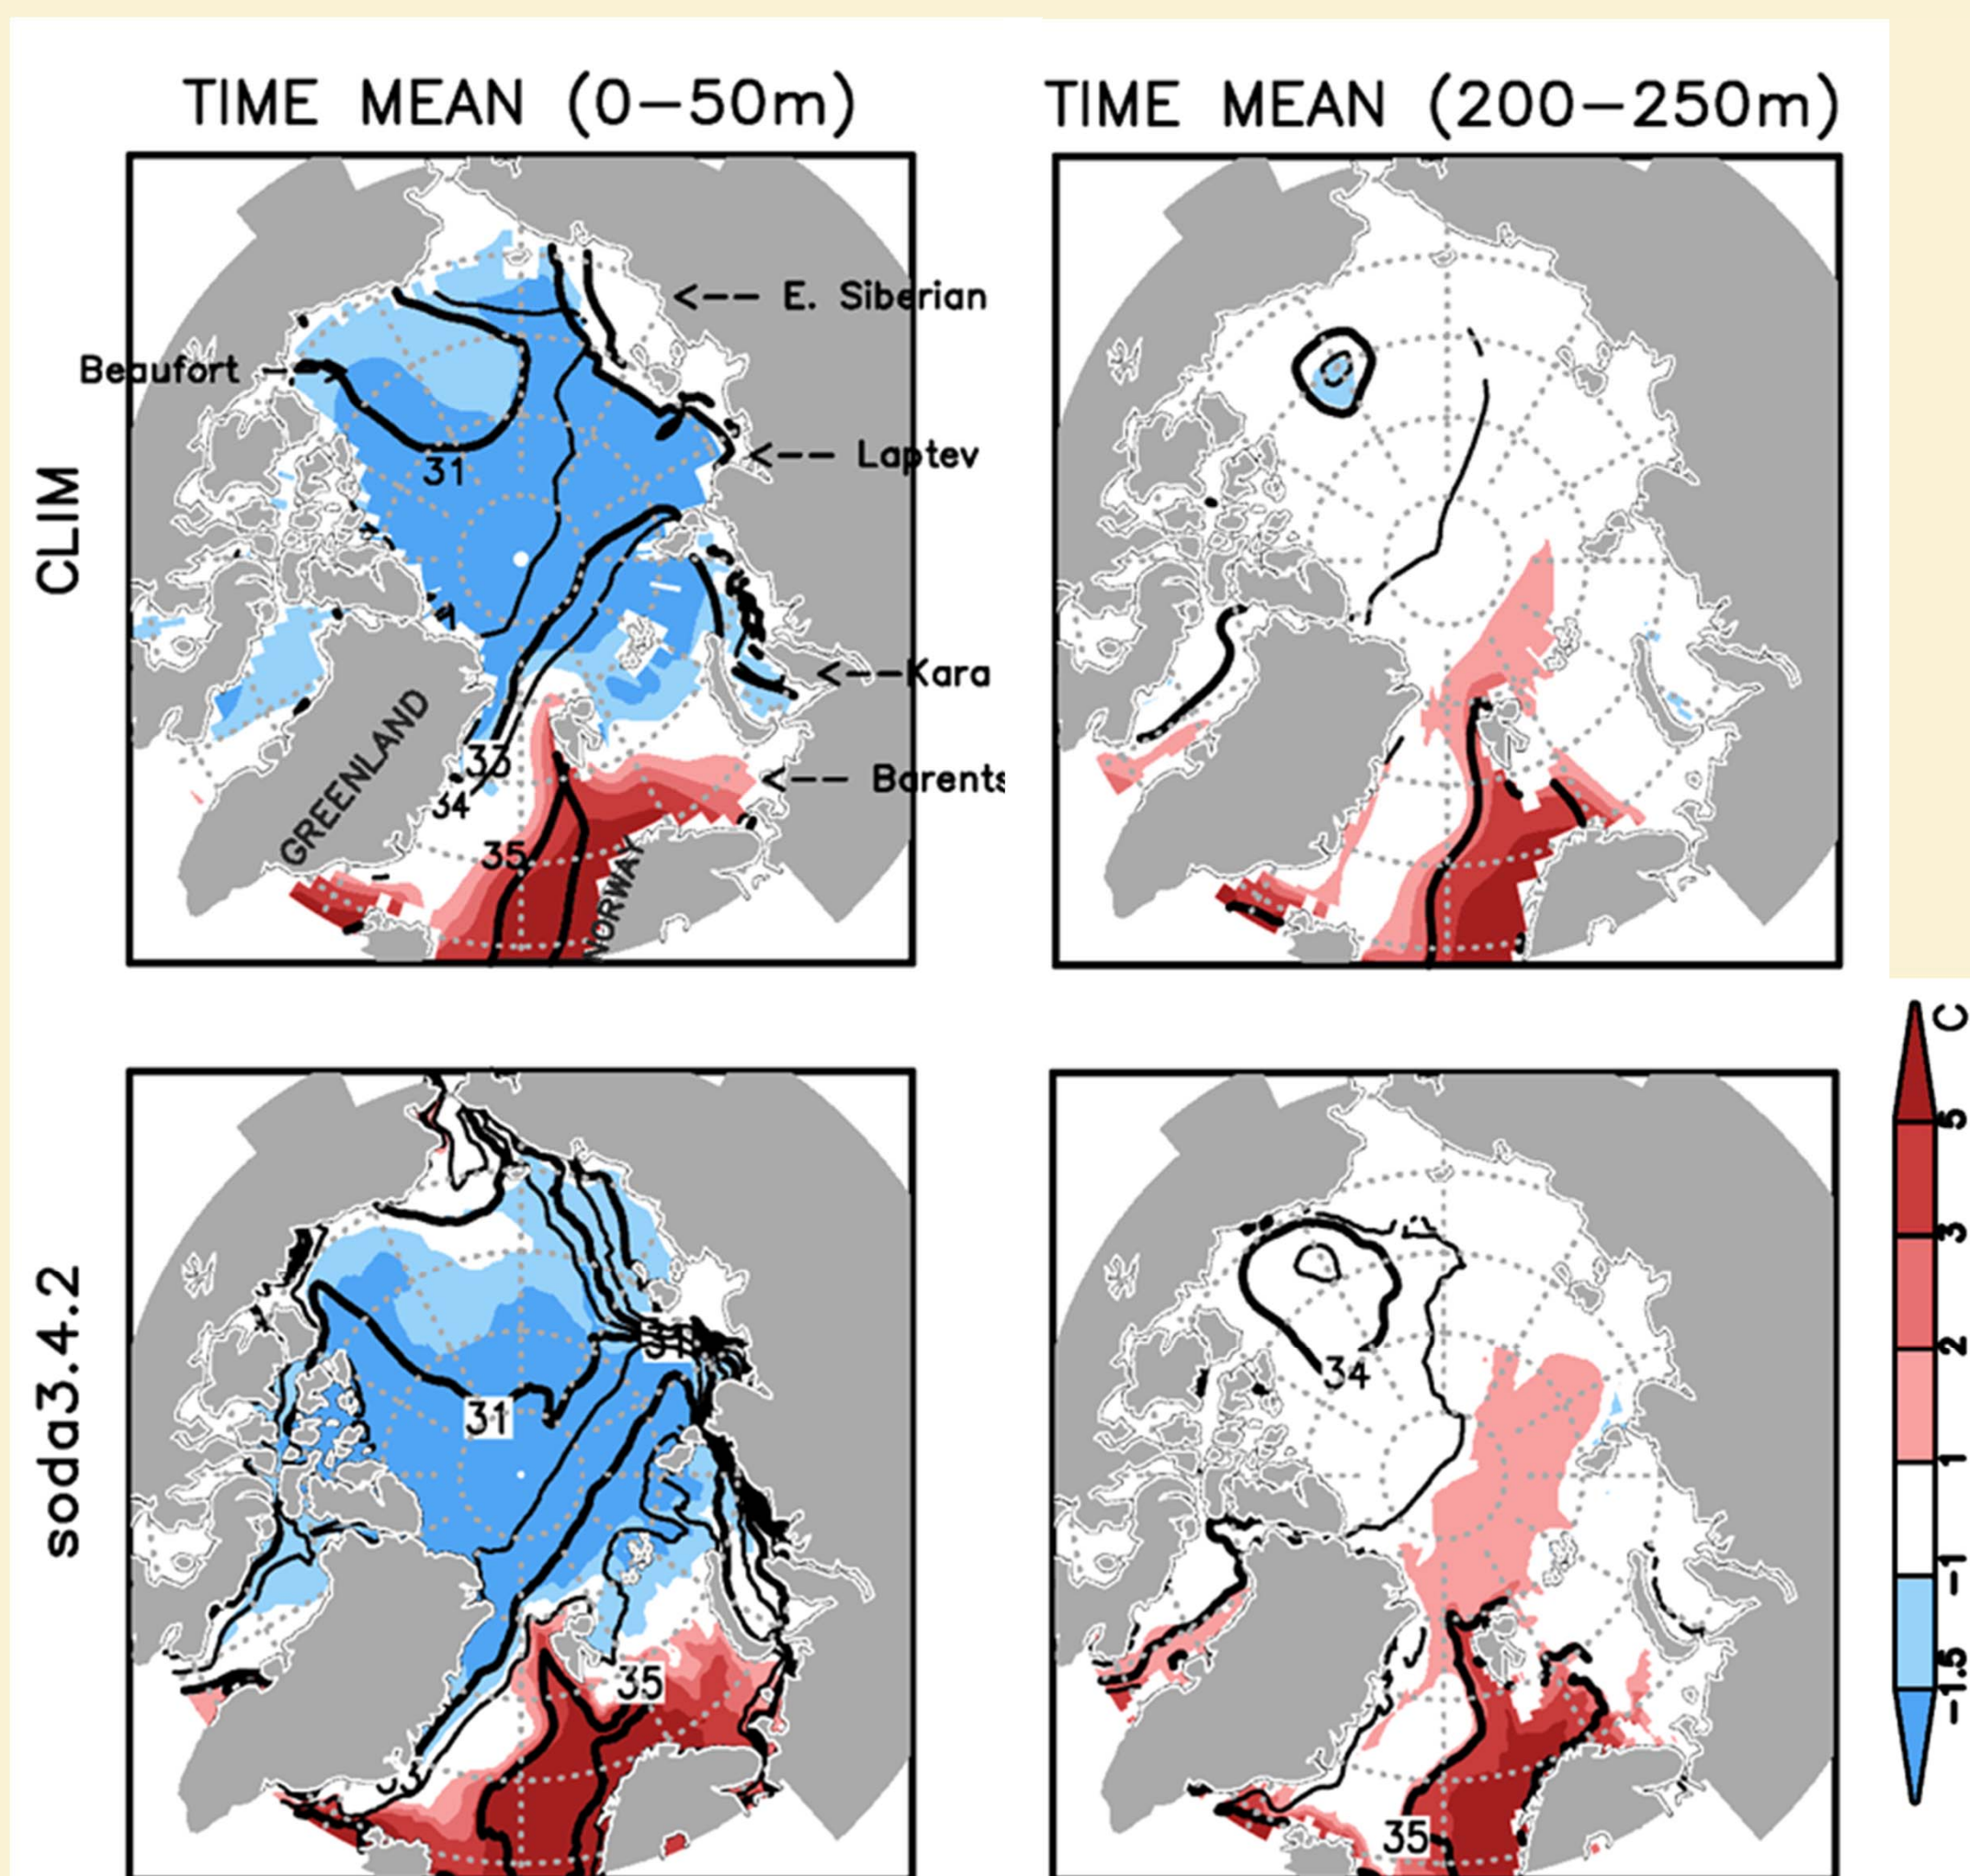 TIME MEAN (0-50m)
TIME MEAN (200-250m)
CLIM
<-- E. Siberian
Beaufort
<-- Laptev
31
<--Kara
GREENLAND
33
34
<-- Barents
35
NORWAY
C
5
3
2
1
-1
-1.5
soda3.4.2
31
35
34
35